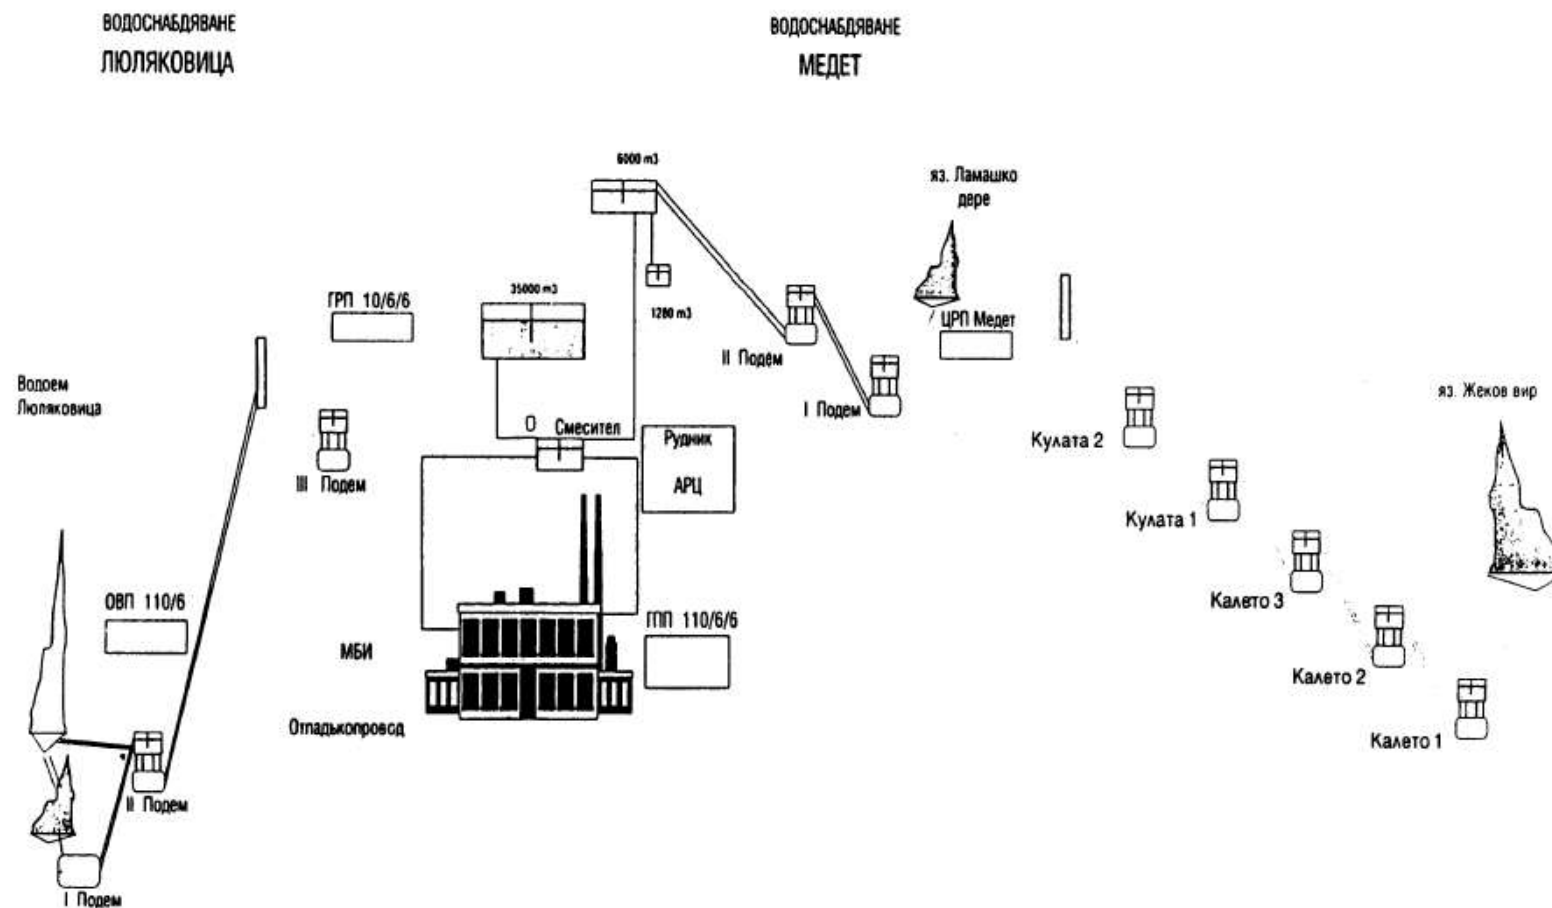 ВОДОСНАБДЯВАНЕ
ЛЮЛЯКОВИЦА
ВОДОСНАБДЯВАНЕ
МЕДЕТ
6000 m3
яз. Ламашко
дере
ГРП 10/6/6
35000 m3
1280 m3
ЦРП Медет
II Подем
I Подем
Водоем
Люляковица
яз. Жеков вир
Смесител
Рудник
АРЦ
Кулата 2
III Подем
Кулата 1
Калето 3
ОВП 110/6
ГПП 110/6/6
МБИ
Калето 2
Отпадъкопровод
Калето 1
II Подем
I Подем